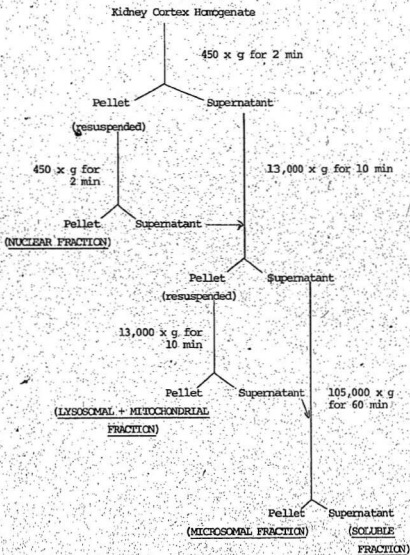 Kidney Cortex Homogenate
450 x g for 2 min
Pellet
Supernatant
(resuspended)
450 x g for
2 min
13,000 x g for 10 min
Pellet
Supernatant
(NUCLEAR FRACTION)
Pellet
Supernatant
(resuspended)
13,000 x g for
10 min
Pellet
Supernatant
105,000 x g
for 60 min
(LYSOSOMAL + MITOCHONDRIAL
FRACTION)
Pellet
Supernatant
(MICROSOMAL FRACTION)
(SOLUBLE
FRACTION)